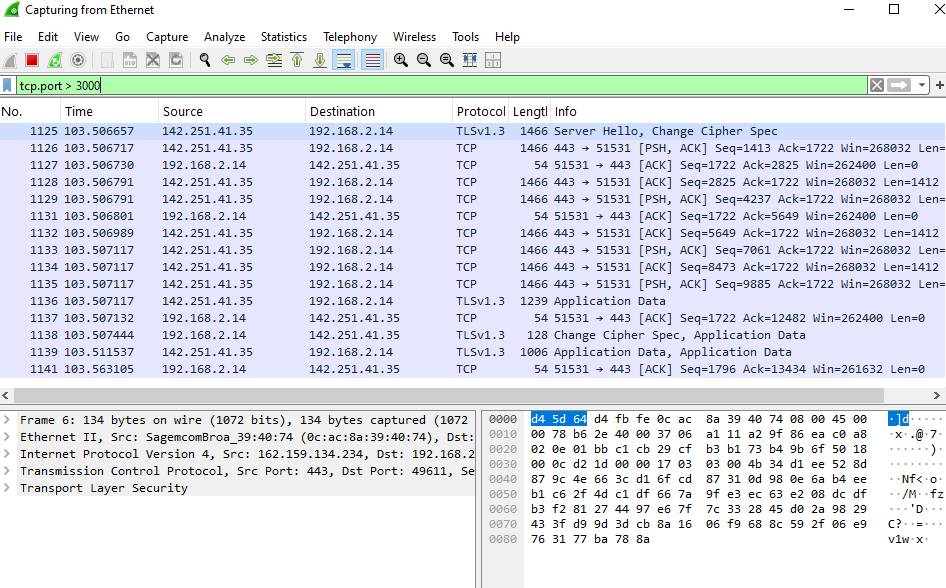 Capturing from Ethernet
File Edit View Go Capture Analyze Statistics Telephony Wireless Tools Help
tcp.port > 3000
No. Time Source Destination Protocol Lengtl Info
1125 103.506657 142.251.41.35 192.168.2.14 TLSv1.3 1466 Server Hello, Change Cipher Spec
1126 103.506717 142.251.41.35 192.168.2.14 TCP 1466 443 → 51531 [PSH, ACK] Seq=1413 Ack=1722 Win=268032 Len=
1127 103.506730 192.168.2.14 142.251.41.35 TCP 54 51531 → 443 [ACK] Seq=1722 Ack=2825 Win=262400 Len=0
1128 103.506791 142.251.41.35 192.168.2.14 TCP 1466 443 → 51531 [ACK] Seq=2825 Ack=1722 Win=268032 Len=1412
1129 103.506791 142.251.41.35 192.168.2.14 TCP 1466 443 → 51531 [PSH, ACK] Seq=4237 Ack=1722 Win=268032 Len=
1131 103.506801 192.168.2.14 142.251.41.35 TCP 54 51531 → 443 [ACK] Seq=1722 Ack=5649 Win=262400 Len=0
1132 103.506989 142.251.41.35 192.168.2.14 TCP 1466 443 → 51531 [ACK] Seq=5649 Ack=1722 Win=268032 Len=1412
1133 103.507117 142.251.41.35 192.168.2.14 TCP 1466 443 → 51531 [PSH, ACK] Seq=7061 Ack=1722 Win=268032 Len=
1134 103.507117 142.251.41.35 192.168.2.14 TCP 1466 443 → 51531 [ACK] Seq=8473 Ack=1722 Win=268032 Len=1412
1135 103.507117 142.251.41.35 192.168.2.14 TCP 1466 443 → 51531 [PSH, ACK] Seq=9885 Ack=1722 Win=268032 Len=
1136 103.507117 142.251.41.35 192.168.2.14 TLSv1.3 1239 Application Data
1137 103.507132 192.168.2.14 142.251.41.35 TCP 54 51531 → 443 [ACK] Seq=1722 Ack=12482 Win=262400 Len=0
1138 103.507444 192.168.2.14 142.251.41.35 TLSv1.3 128 Change Cipher Spec, Application Data
1139 103.511537 142.251.41.35 192.168.2.14 TLSv1.3 1006 Application Data, Application Data
1141 103.563105 192.168.2.14 142.251.41.35 TCP 54 51531 → 443 [ACK] Seq=1796 Ack=13434 Win=261632 Len=0
Frame 6: 134 bytes on wire (1072 bits), 134 bytes captured (1072
Ethernet II, Src: SagemcomBroa_39:40:74 (0c:ac:8a:39:40:74), Dst:
Internet Protocol Version 4, Src: 162.159.134.234, Dst: 192.168.2
Transmission Control Protocol, Src Port: 443, Dst Port: 49611, Se
Transport Layer Security
0000 d4 5d 64 d4 fb fe 0c ac 8a 39 40 74 08 00 45 00 ·]d
0010 00 78 b6 2e 40 00 37 06 a1 11 a2 9f 86 ea c0 a8 ·x·.@·7·
0020 02 0e 01 bb c1 cb 29 cf b3 b1 73 b4 9b 6f 50 18 ······)·
0030 00 0c d2 1d 00 00 17 03 03 00 4b 34 d1 ee 52 8d ········
0040 87 9c 4e 66 3c d1 6f cd 87 31 0d 98 0e 6a b4 ee ··Nf<·o·
0050 b1 c6 2f 4d c1 df 66 7a 9f e3 ec 63 e2 08 dc df ··/M··fz
0060 b3 f2 81 27 44 97 e6 7f 7c 33 28 45 d0 2a 98 29 ···'D···
0070 43 3f d9 9d 3d cb 8a 16 06 f9 68 8c 59 2f 06 e9 C?··=···
0080 76 31 77 ba 78 8a v1w·x·